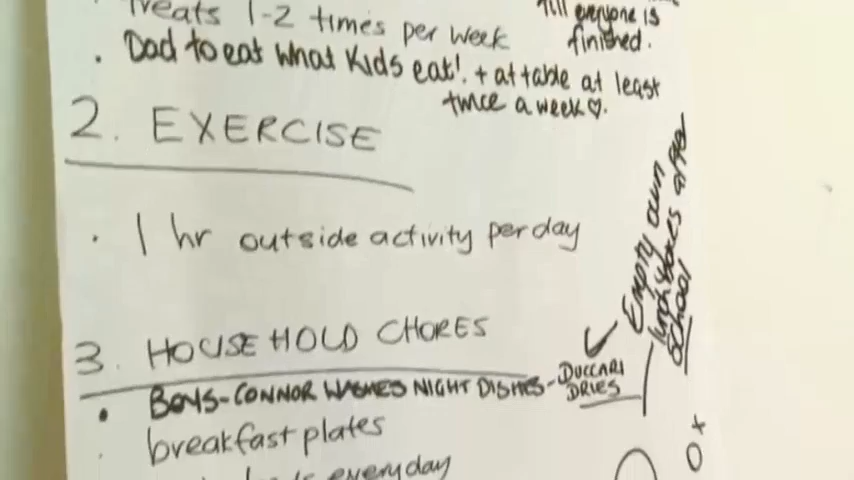 Treats 1-2 times per week
till everyone is
finished.
• Dad to eat what kids eat! + at table at least
twice a week ♡.
2. EXERCISE
• 1 hr outside activity per day
Empty own
lunchboxes after
school
3. HOUSEHOLD CHORES
• BOYS-CONNOR WASHES NIGHT DISHES-DUCCARI
DRIES
• breakfast plates
everyday